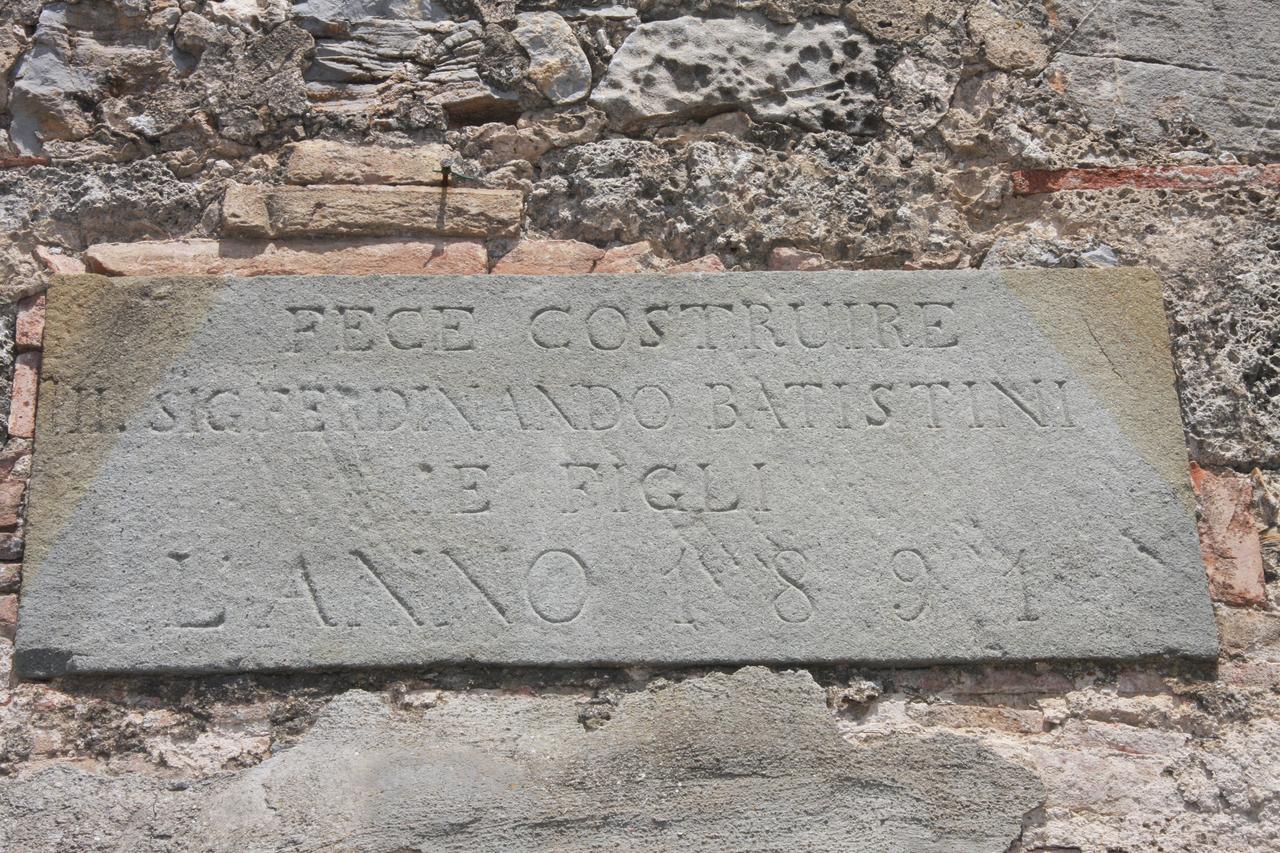 FECE COSTRUIRE
IL SIG. FERDINANDO BATISTINI
E FIGLI
L'ANNO 1891